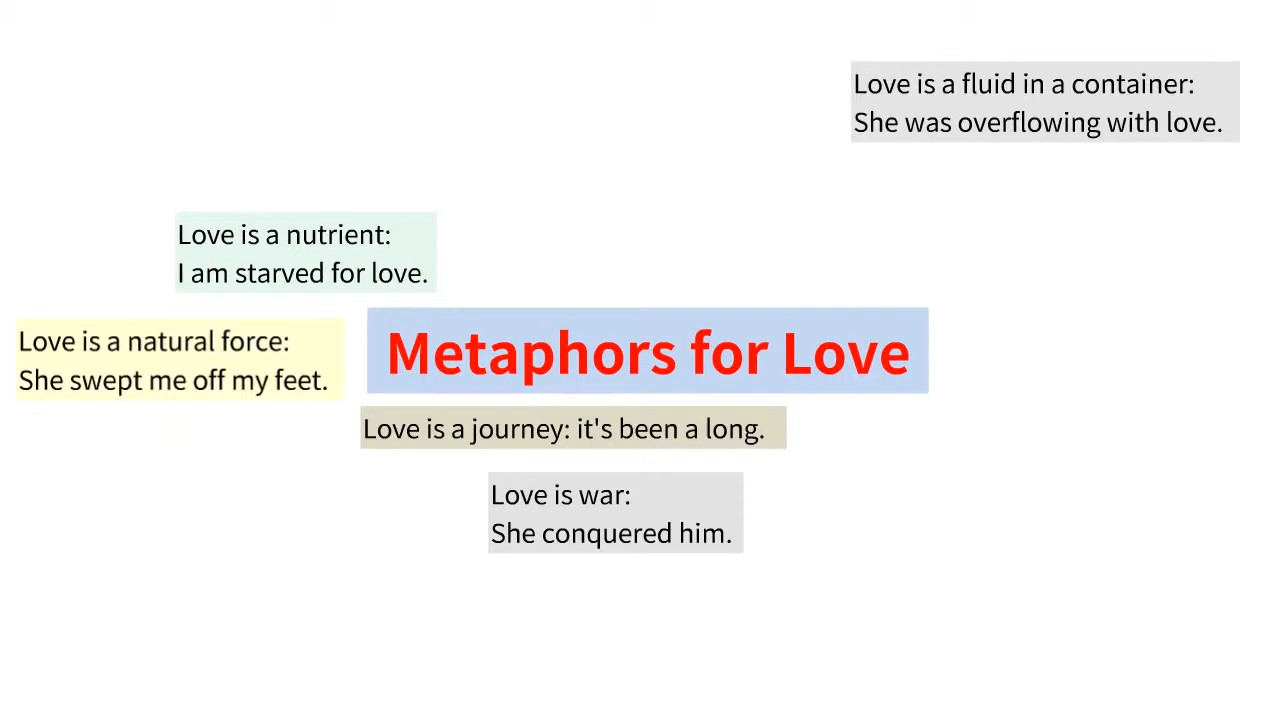 Love is a fluid in a container:
She was overflowing with love.
Love is a nutrient:
I am starved for love.
Love is a natural force:
She swept me off my feet.
Metaphors for Love
Love is a journey: it's been a long.
Love is war:
She conquered him.